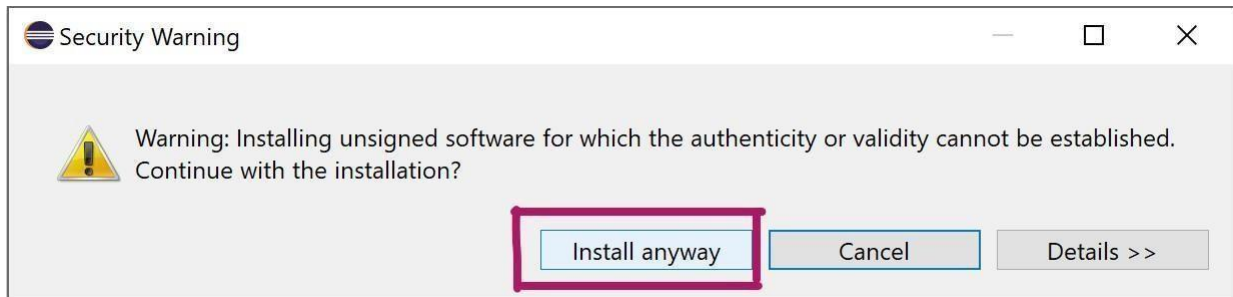 Security Warning
Warning: Installing unsigned software for which the authenticity or validity cannot be established.
Continue with the installation?
Install anyway
Cancel
Details >>